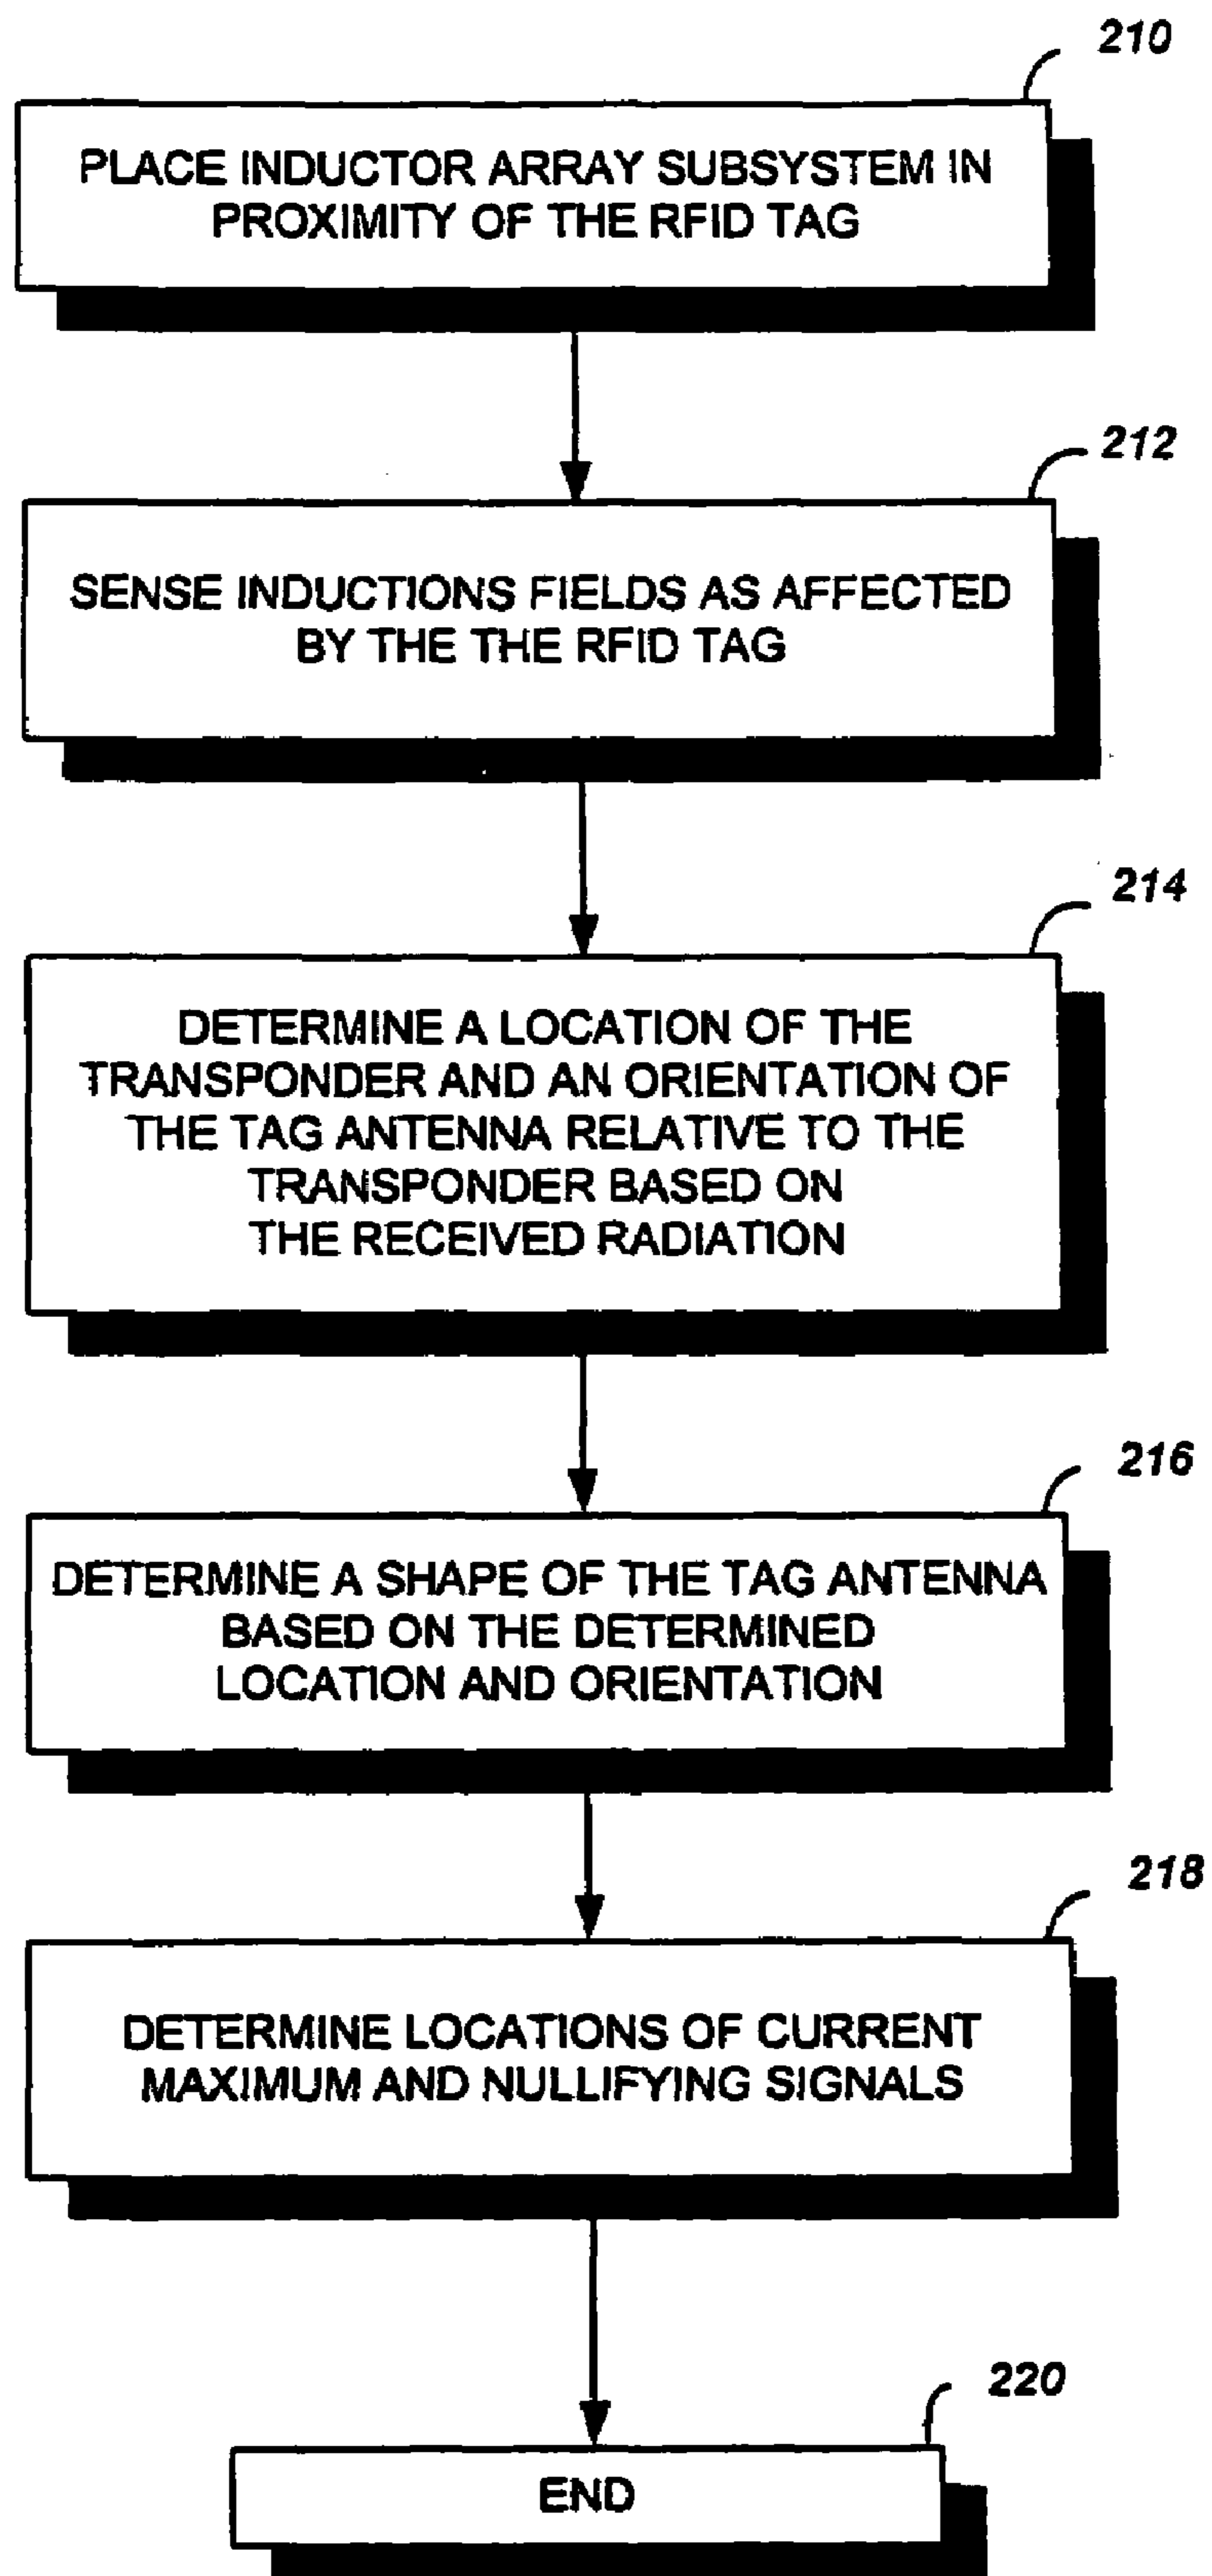 210
PLACE INDUCTOR ARRAY SUBSYSTEM IN
PROXIMITY OF THE RFID TAG
212
SENSE INDUCTIONS FIELDS AS AFFECTED
BY THE THE RFID TAG
214
DETERMINE A LOCATION OF THE
TRANSPONDER AND AN ORIENTATION OF
THE TAG ANTENNA RELATIVE TO THE
TRANSPONDER BASED ON
THE RECEIVED RADIATION
216
DETERMINE A SHAPE OF THE TAG ANTENNA
BASED ON THE DETERMINED
LOCATION AND ORIENTATION
218
DETERMINE LOCATIONS OF CURRENT
MAXIMUM AND NULLIFYING SIGNALS
220
END